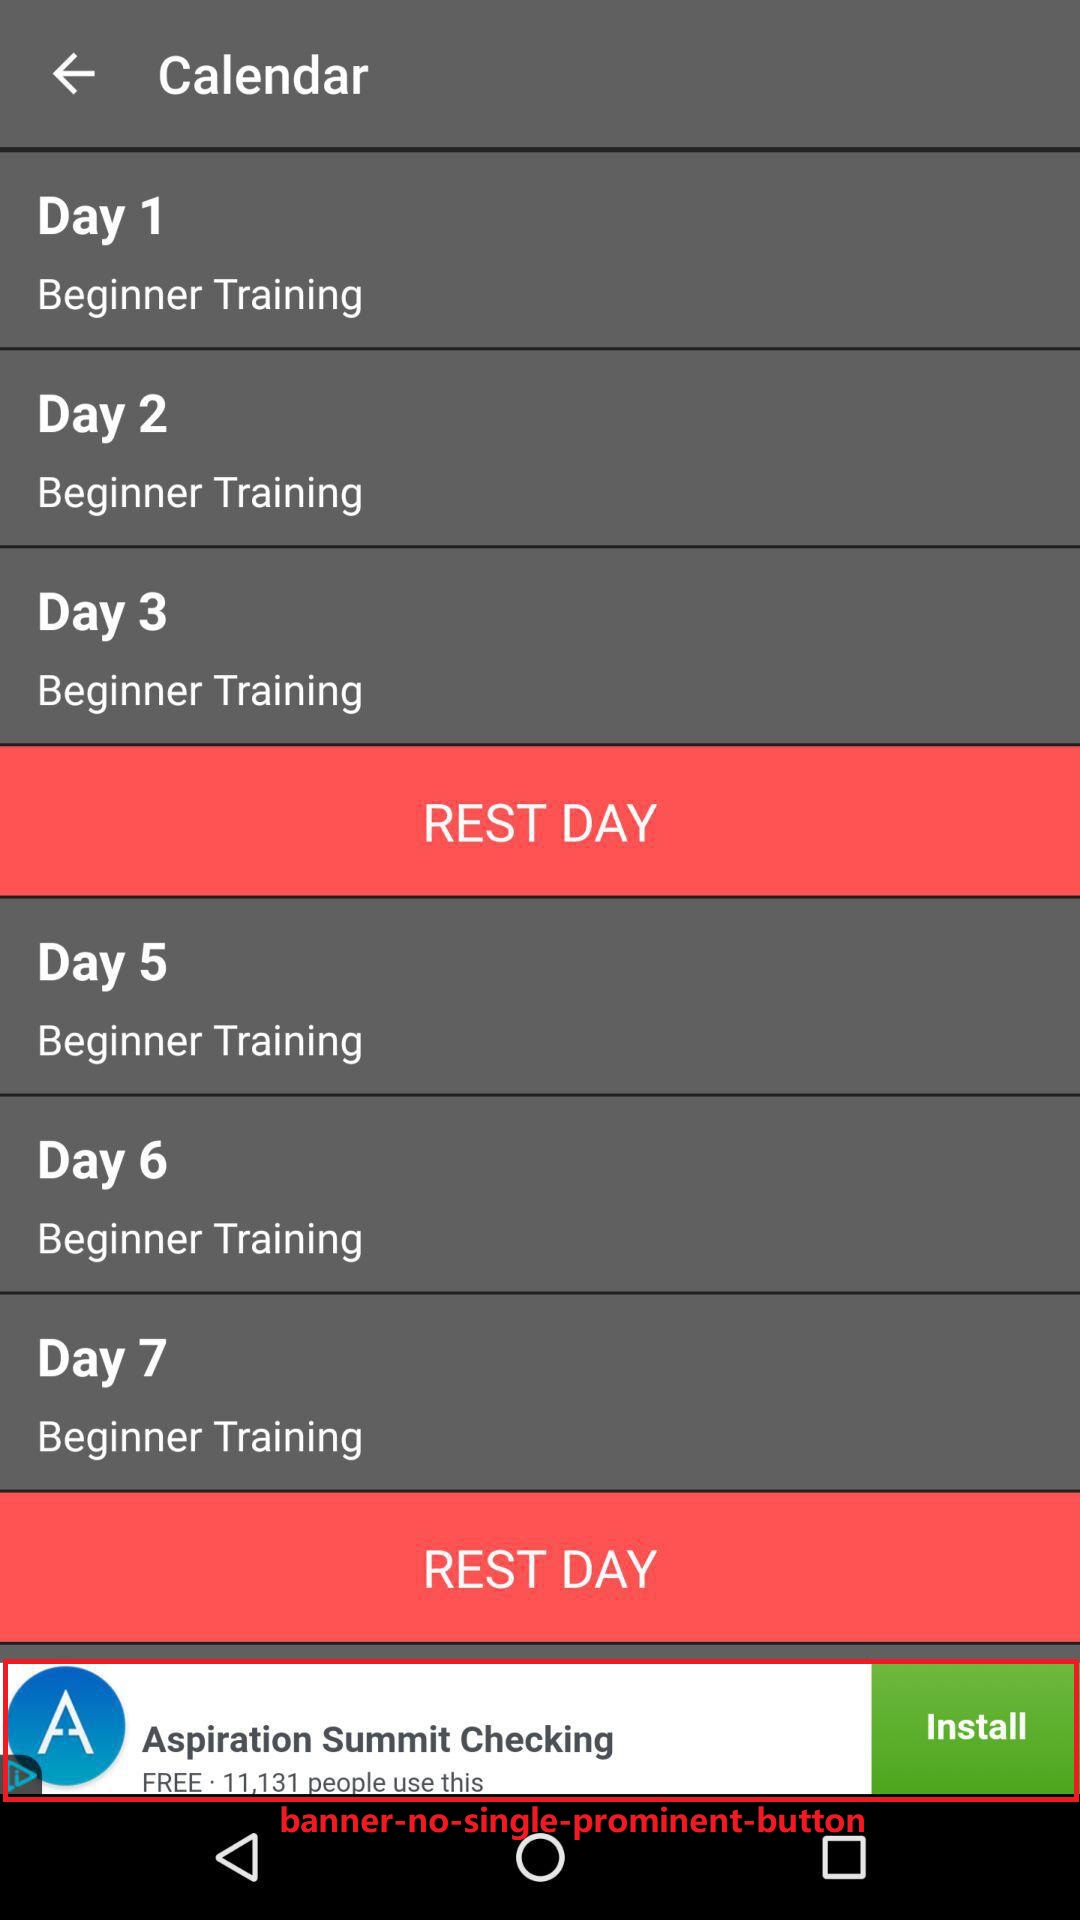 Calendar
Day 1
Beginner Training
Day 2
Beginner Training
Day 3
Beginner Training
REST DAY
Day 5
Beginner Training
Day 6
Beginner Training
Day 7
Beginner Training
REST DAY
Aspiration Summit Checking
FREE · 11,131 people use this
Install
banner-no-single-prominent-button